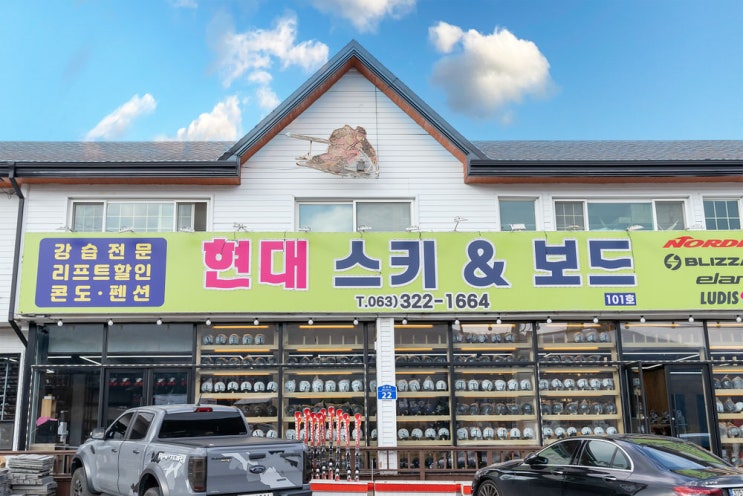 강습전문
리프트할인
콘도·펜션
현대 스키 & 보드
T.063) 322-1664
101호
NORDI
BLIZZA
elan
LUDIS
22
RAPTOR